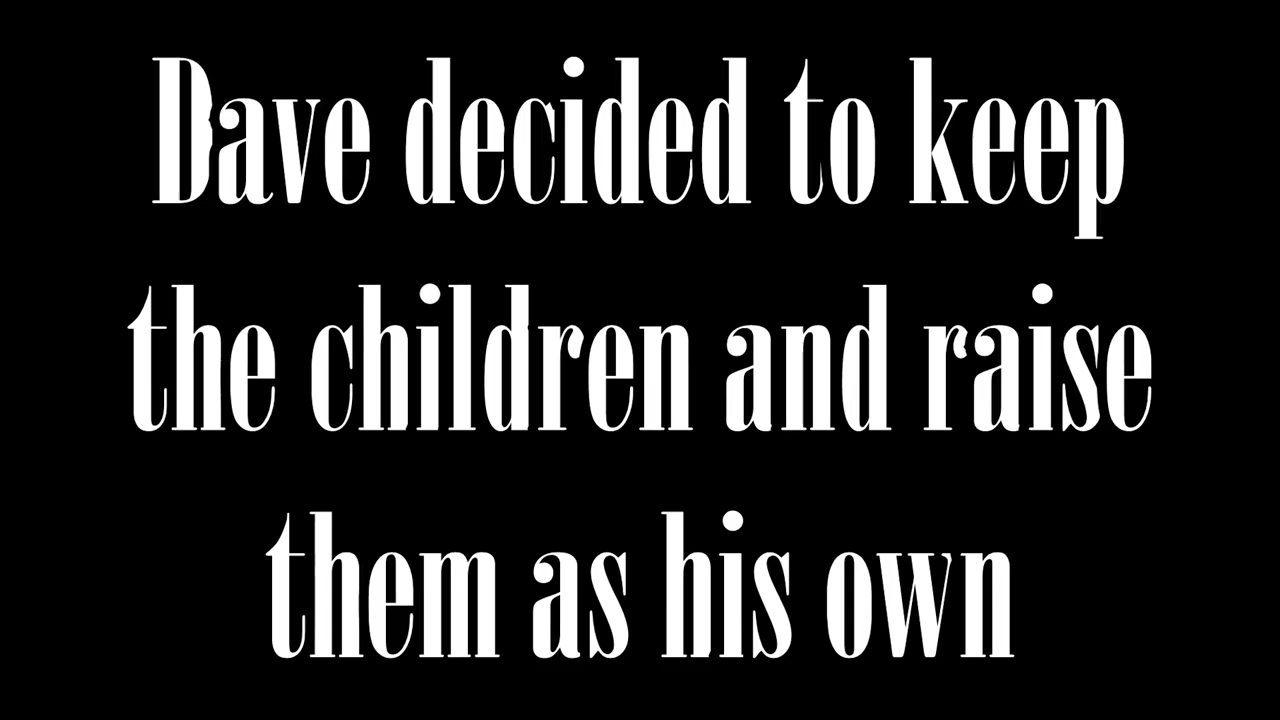 Dave decided to keep
the children and raise
them as his own